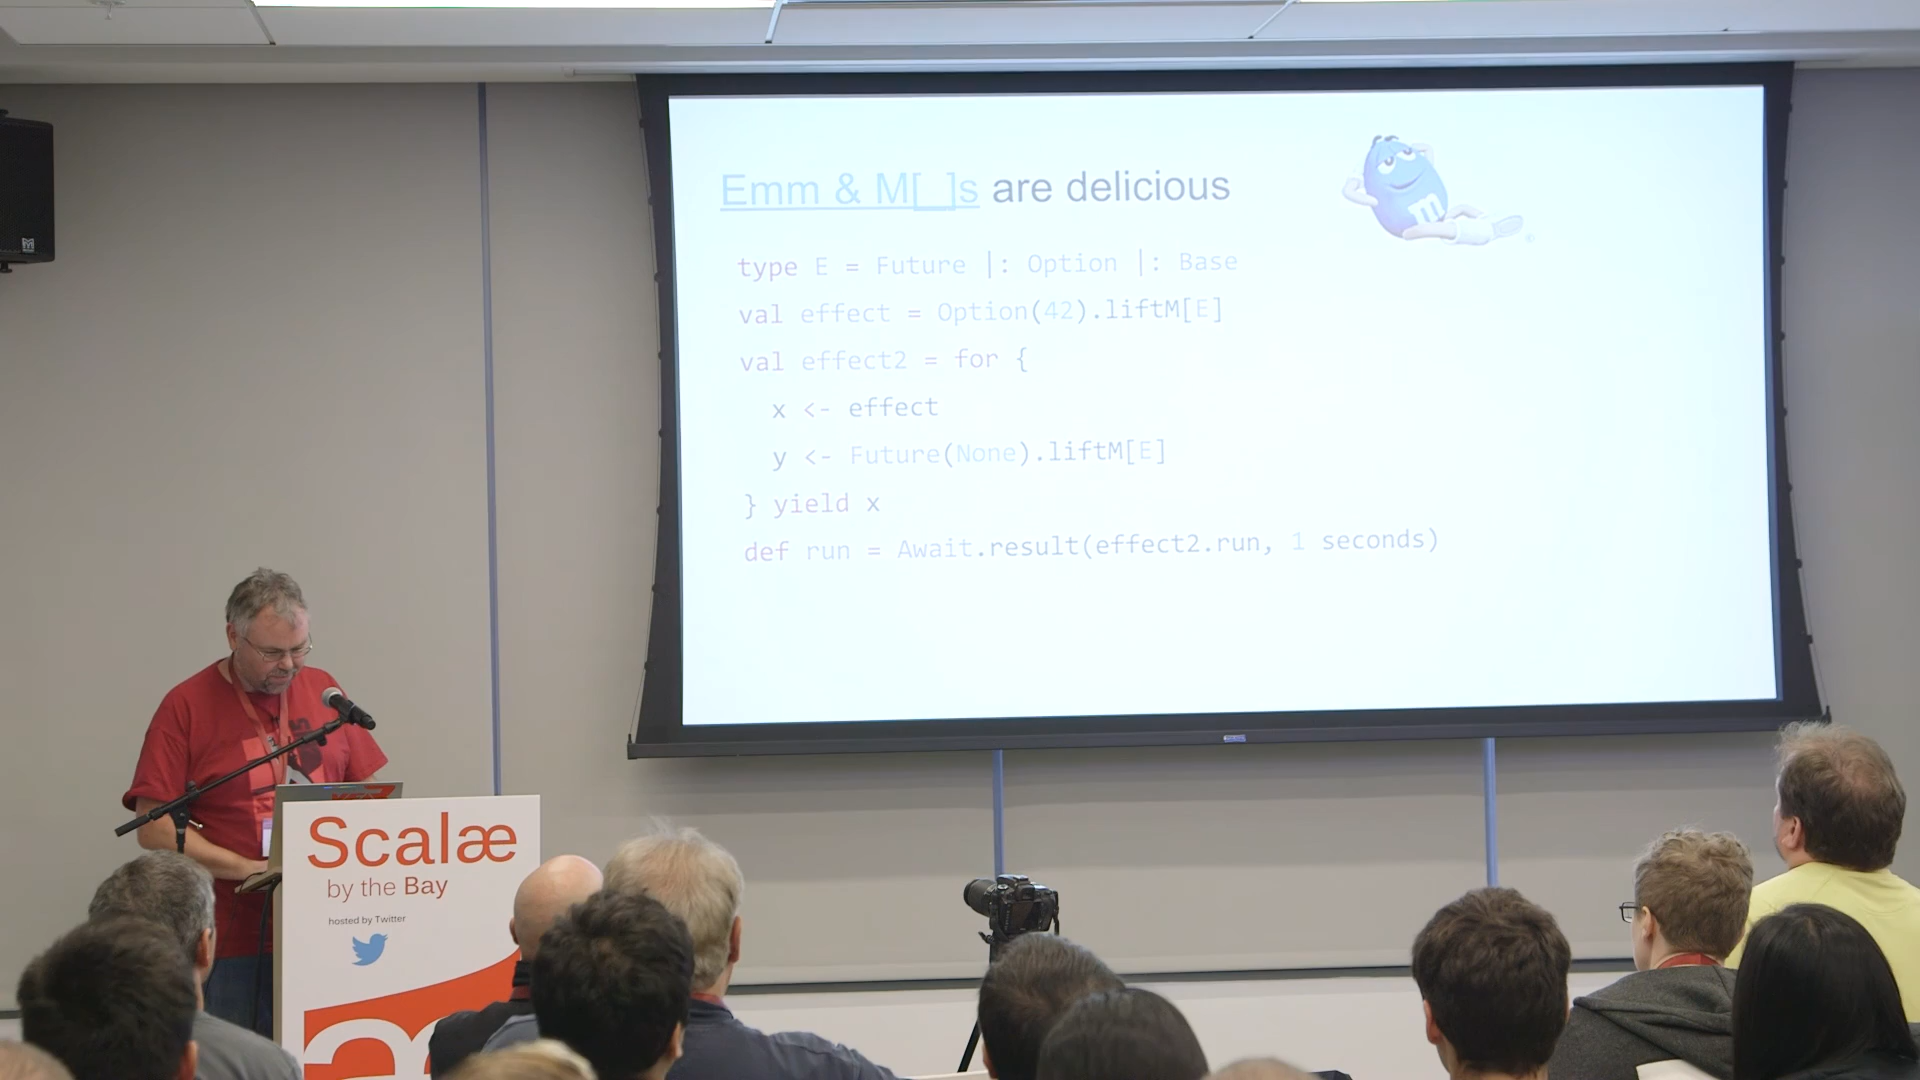 Emm & M[_]s are delicious
type E = Future |: Option |: Base
val effect = Option(42).liftM[E]
val effect2 = for {
x <- effect
y <- Future(None).liftM[E]
} yield x
def run = Await.result(effect2.run, 1 seconds)
Scalæ
by the Bay
hosted by Twitter
æ